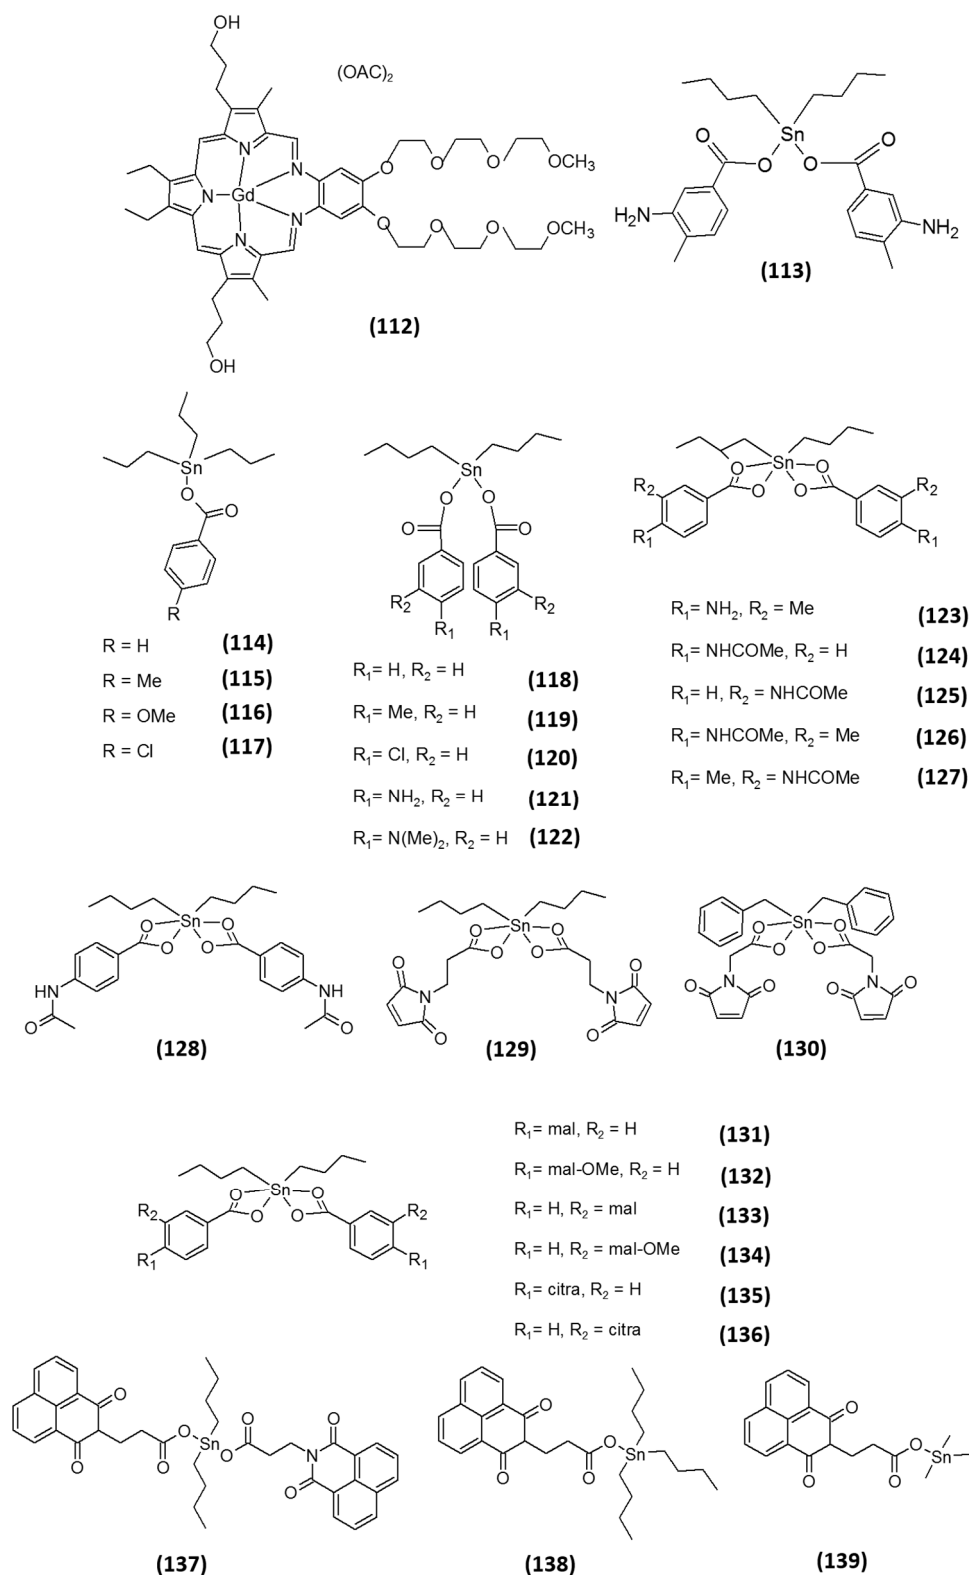 OH
(OAC)₂
N
N
Gd
N
N
N
O
O
O
OCH₃
O
O
O
OCH₃
OH
(112)
Sn
O
O
O
O
NH₂
NH₂
(113)
Sn
O
O
R
R = H (114)
R = Me (115)
R = OMe (116)
R = Cl (117)
Sn
O
O
O
O
R₂
R₂
R₁
R₁
R₁= H, R₂ = H (118)
R₁= Me, R₂ = H (119)
R₁= Cl, R₂ = H (120)
R₁= NH₂, R₂ = H (121)
R₁= N(Me)₂, R₂ = H (122)
O
Sn
O
R₂
O
O
R₂
R₁
R₁
R₁= NH₂, R₂ = Me (123)
R₁= NHCOMe, R₂ = H (124)
R₁= H, R₂ = NHCOMe (125)
R₁= NHCOMe, R₂ = Me (126)
R₁= Me, R₂ = NHCOMe (127)
O
Sn
O
O
O
HN
NH
O
O
(128)
O
Sn
O
O
O
O
N
O
O
N
O
(129)
Sn
O
O
O
O
N
O
O
N
O
O
(130)
R₁= mal, R₂ = H (131)
R₁= mal-OMe, R₂ = H (132)
R₁= H, R₂ = mal (133)
R₁= H, R₂ = mal-OMe (134)
R₁= citra, R₂ = H (135)
R₁= H, R₂ = citra (136)
O
Sn
O
R₂
O
O
R₂
R₁
R₁
O
O
O
O
Sn
O
O
N
O
O
(137)
O
O
O
O
Sn
(138)
O
O
O
O
Sn
(139)